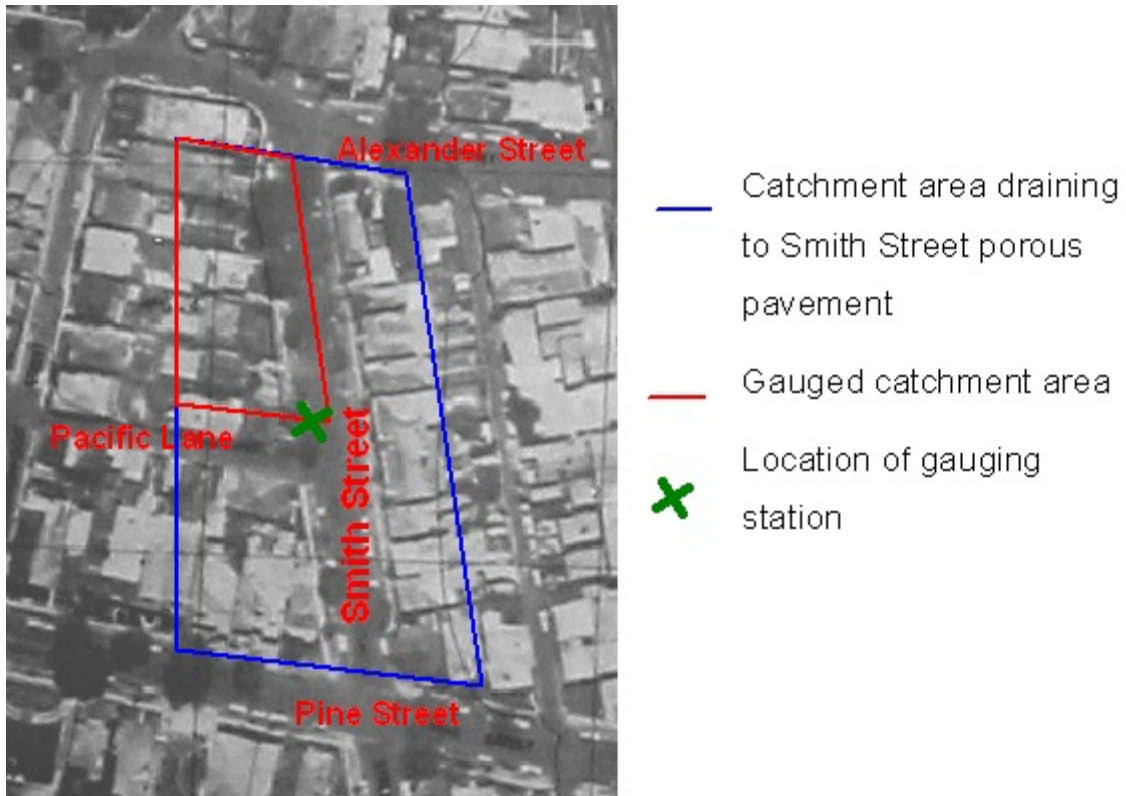 Alexander Street
Pacific Lane
Smith Street
Pine Street
Catchment area draining
to Smith Street porous
pavement
Gauged catchment area
Location of gauging
station